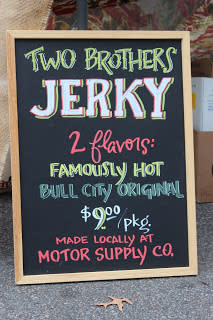 TWO BROTHERS
JERKY
2 flavors:
FAMOUSLY HOT
BULL CITY ORIGINAL
$9.00/pkg.
MADE LOCALLY AT
MOTOR SUPPLY CO.